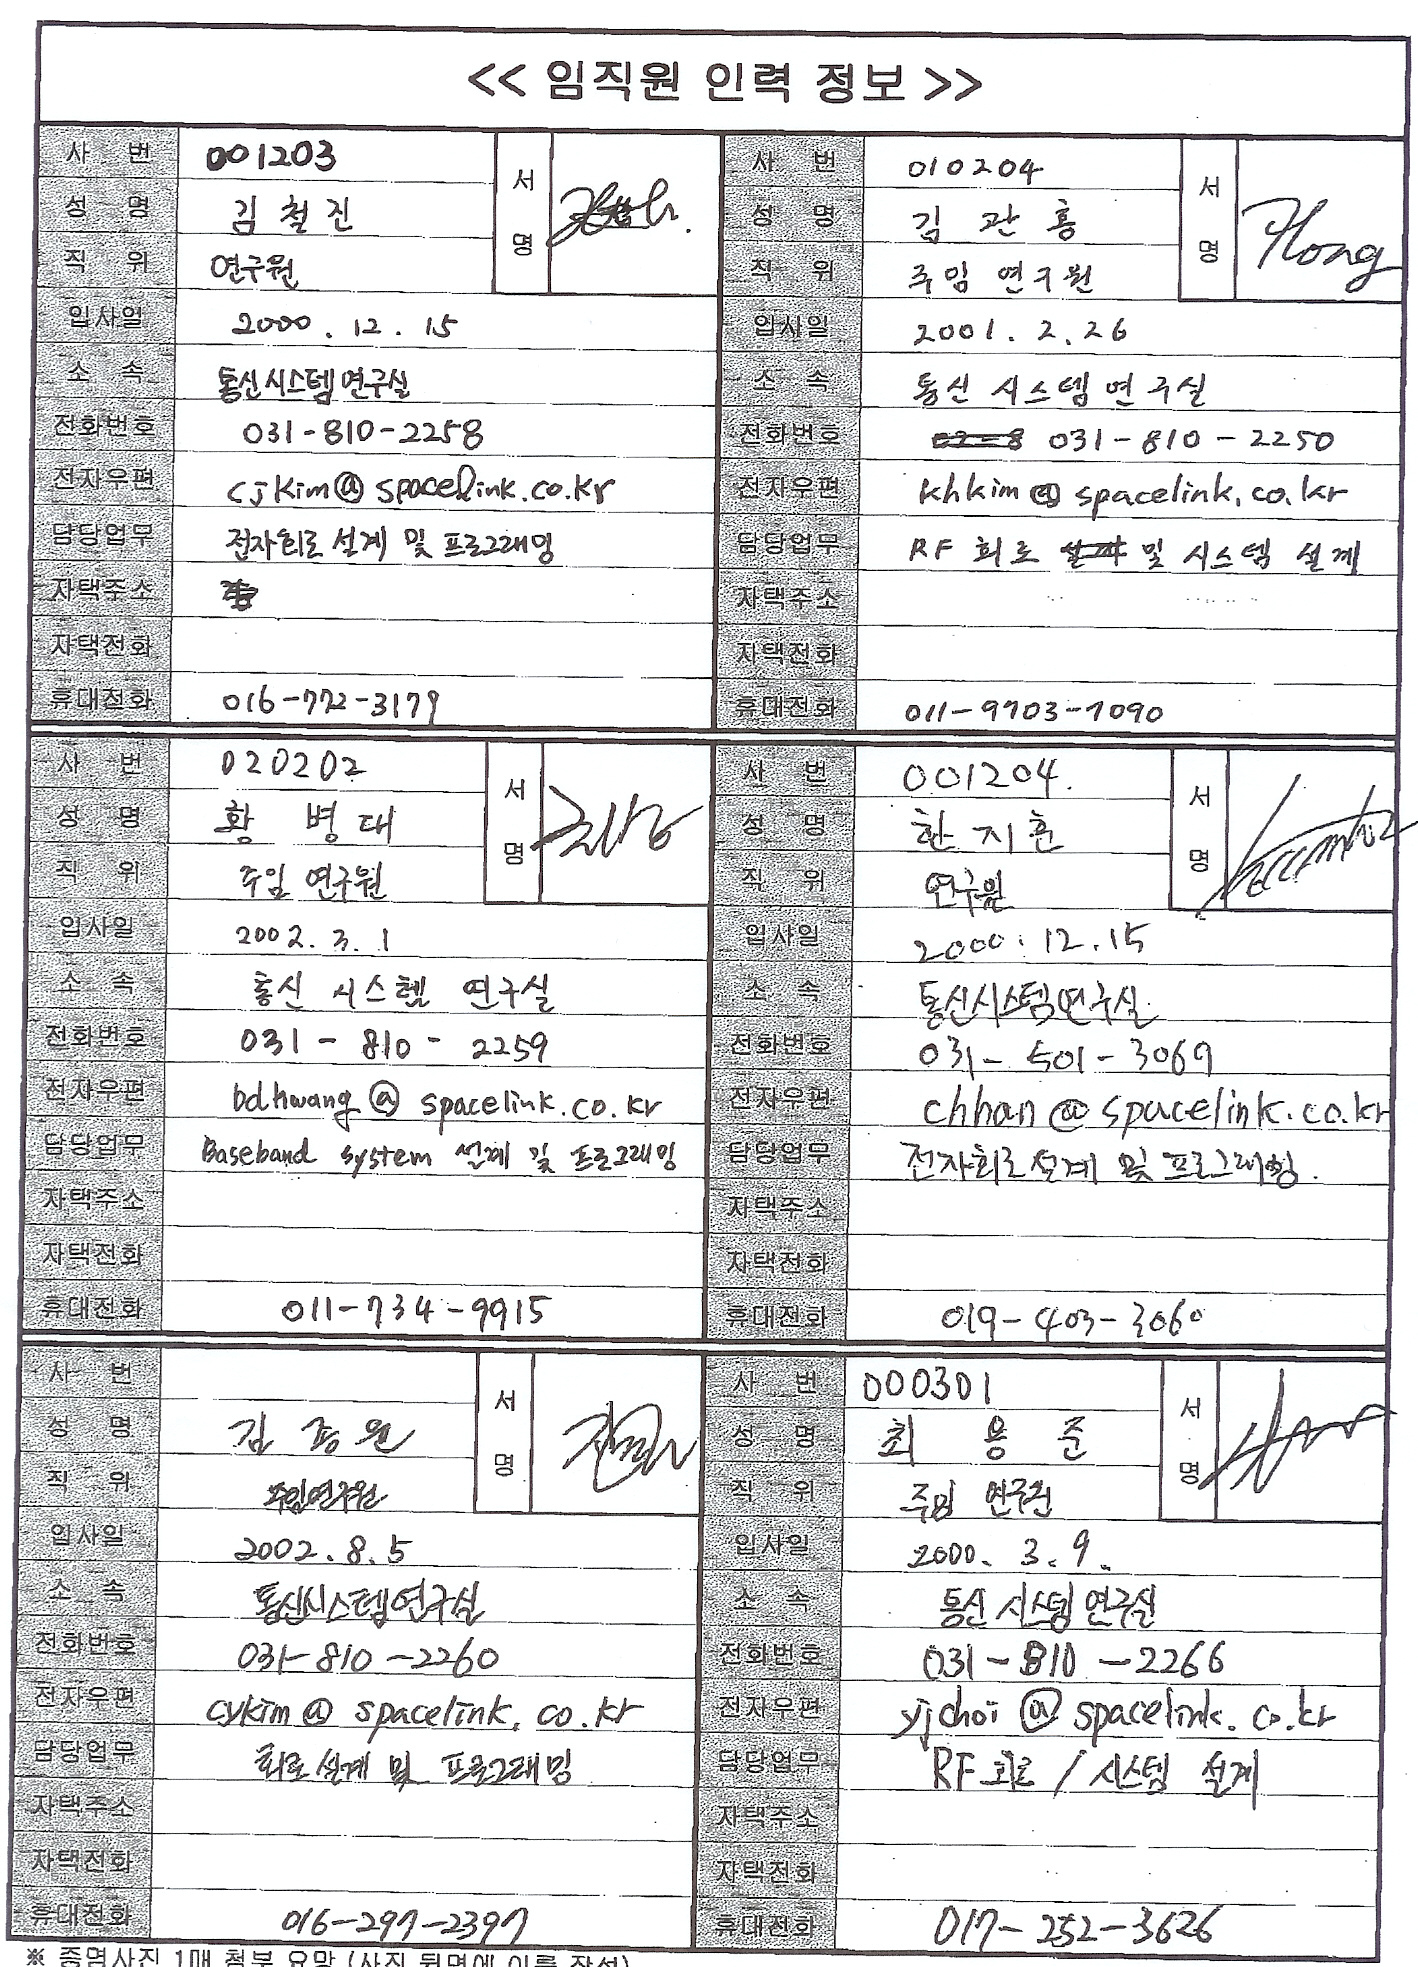 << 임직원 인력 정보 >>
사 번 001203 서명
성 명 김철진
직 위 연구원
입사일 2000.12.15
소 속 통신시스템연구실
전화번호 031-810-2258
전자우편 cjkim@spacelink.co.kr
담당업무 전자회로 설계 및 프로그래밍
자택주소
자택전화
휴대전화 016-772-3179
사 번 010204 서명
성 명 김관홍
직 위 주임 연구원
입사일 2001. 2. 26
소 속 통신 시스템 연구실
전화번호 031-810-2250
전자우편 khkim@spacelink.co.kr
담당업무 RF 회로 및 시스템 설계
자택주소
자택전화
휴대전화 011-9703-7090
사 번 020202 서명
성 명 황 병대
직 위 주임 연구원
입사일 2002. 3. 1
소 속 통신 시스템 연구실
전화번호 031-810-2259
전자우편 bdhwang@spacelink.co.kr
담당업무 Baseband system 설계 및 프로그래밍
자택주소
자택전화
휴대전화 011-734-9915
사 번 001204. 서명
성 명 한지훈
직 위 연구원
입사일 2000.12.15
소 속 통신시스템연구실.
전화번호 031-501-3069
전자우편 chhan@spacelink.co.kr
담당업무 전자회로설계 및 프로그래밍.
자택주소
자택전화
휴대전화 019-403-3060
사 번 서명
성 명 김
직 위 주임연구원
입사일 2002.8.5
소 속 통신시스템연구실
전화번호 031-810-2260
전자우편 cykim@spacelink.co.kr
담당업무 회로설계 및 프로그래밍
자택주소
자택전화
휴대전화 016-297-2397
사 번 000301 서명
성 명 최 용 준
직 위 주임 연구원
입사일 2000. 3. 9.
소 속 통신 시스템 연구실
전화번호 031-810-2266
전자우편 yjchoi@spacelink.co.kr
담당업무 RF 회로 / 시스템 설계
자택주소
자택전화
휴대전화 017-252-3626
※ 증명사진 1매 첨부 요망 (사진 뒷면에 이름 작성)